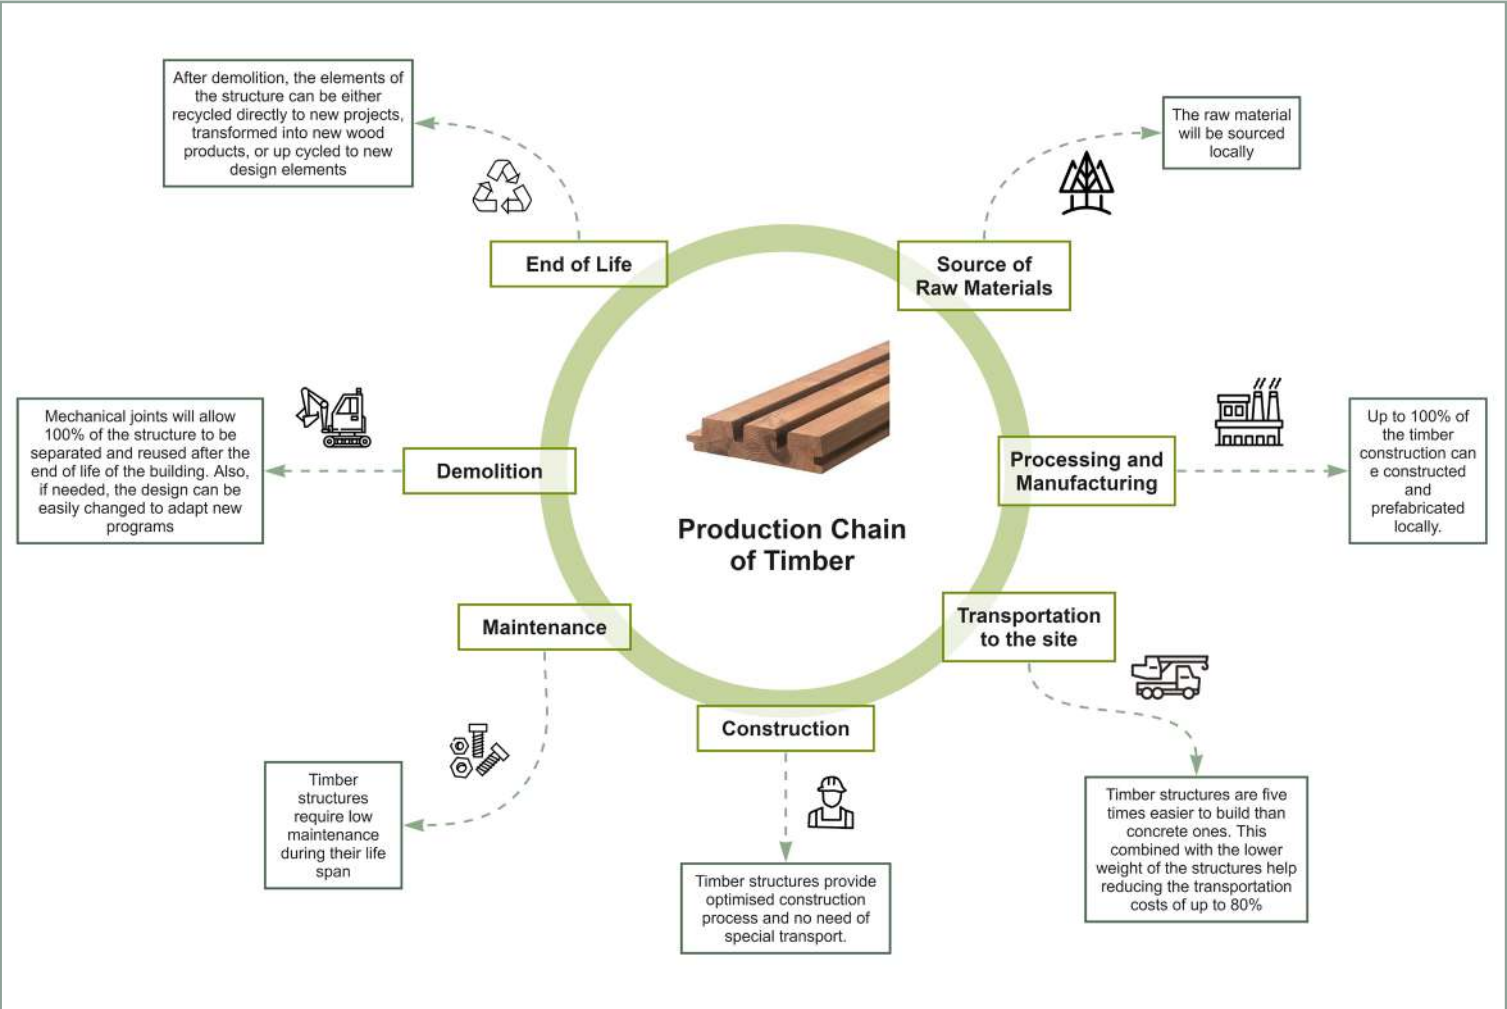 After demolition, the elements of
the structure can be either
recycled directly to new projects,
transformed into new wood
products, or up cycled to new
design elements
The raw material
will be sourced
locally
End of Life
Source of
Raw Materials
Mechanical joints will allow
100% of the structure to be
separated and reused after the
end of life of the building. Also,
if needed, the design can be
easily changed to adapt new
programs
Demolition
Processing and
Manufacturing
Up to 100% of
the timber
construction can
e constructed
and
prefabricated
locally.
Production Chain
of Timber
Maintenance
Transportation
to the site
Construction
Timber
structures
require low
maintenance
during their life
span
Timber structures provide
optimised construction
process and no need of
special transport.
Timber structures are five
times easier to build than
concrete ones. This
combined with the lower
weight of the structures help
reducing the transportation
costs of up to 80%